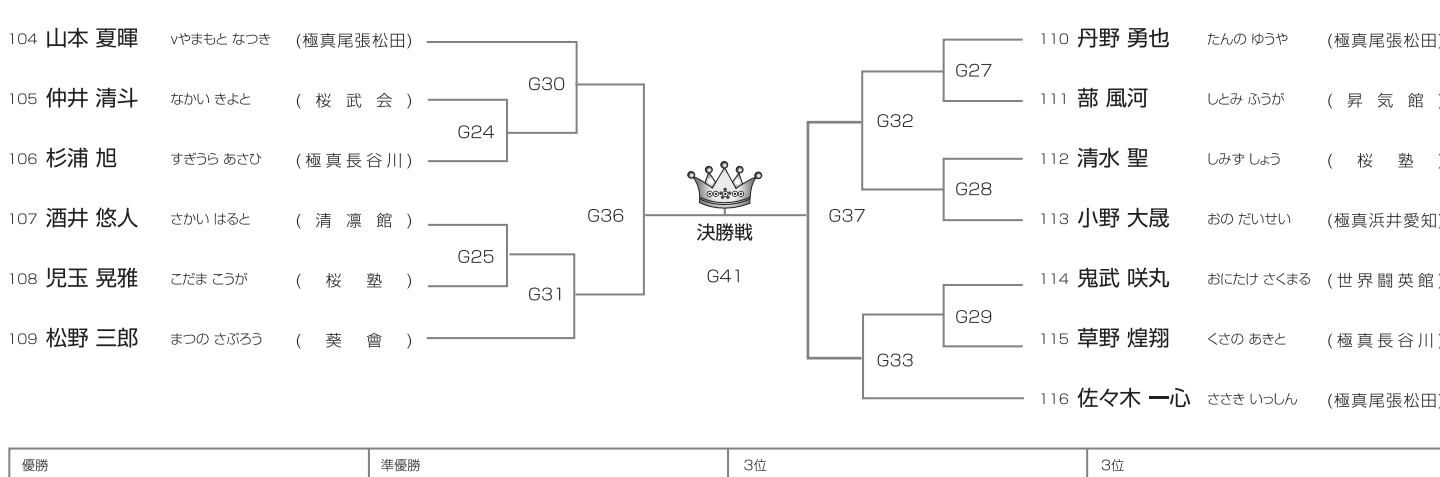 104 山本 夏暉 vやまもと なつき (極真尾張松田)
105 仲井 清斗 なかい きよと ( 桜 武 会 )
106 杉浦 旭 すぎうら あさひ (極真長谷川)
107 酒井 悠人 さかい はると ( 清 凛 館 )
108 児玉 晃雅 こだま こうが ( 桜 塾 )
109 松野 三郎 まつの さぶろう ( 葵 會 )
G30
G24
G36
G25
G31
決勝戦
G41
G27
G32
G28
G37
G29
G33
110 丹野 勇也 たんの ゆうや (極真尾張松田)
111 蔀 風河 しとみ ふうが ( 昇 気 館 )
112 清水 聖 しみず しょう ( 桜 塾 )
113 小野 大晟 おの だいせい (極真浜井愛知)
114 鬼武 咲丸 おにたけ さくまる (世界闘英館)
115 草野 煌翔 くさの あきと (極真長谷川)
116 佐々木 一心 ささき いっしん (極真尾張松田)
優勝 準優勝 3位 3位